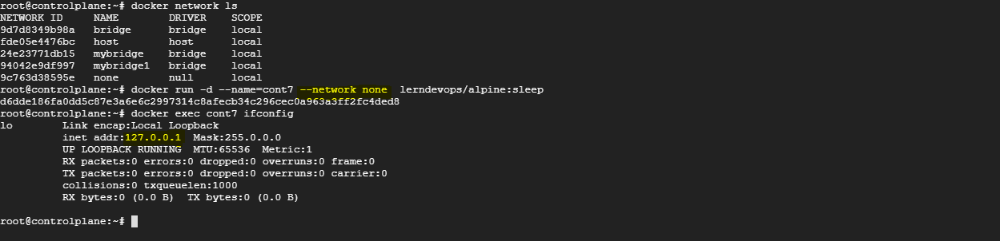 root@controlplane:~# docker network ls
NETWORK ID     NAME        DRIVER    SCOPE
9d7d8349b98a   bridge      bridge    local
fde05e4476bc   host        host      local
24e23771db15   mybridge    bridge    local
94042e9df997   mybridge1   bridge    local
9c763d38595e   none        null      local
root@controlplane:~# docker run -d --name=cont7 --network none  lerndevops/alpine:sleep
d6dde186fa0dd5c87e3a6e6c2997314c8afecb34c296cec0a963a3ff2fc4ded8
root@controlplane:~# docker exec cont7 ifconfig
lo        Link encap:Local Loopback
          inet addr:127.0.0.1  Mask:255.0.0.0
          UP LOOPBACK RUNNING  MTU:65536  Metric:1
          RX packets:0 errors:0 dropped:0 overruns:0 frame:0
          TX packets:0 errors:0 dropped:0 overruns:0 carrier:0
          collisions:0 txqueuelen:1000
          RX bytes:0 (0.0 B)  TX bytes:0 (0.0 B)
root@controlplane:~#